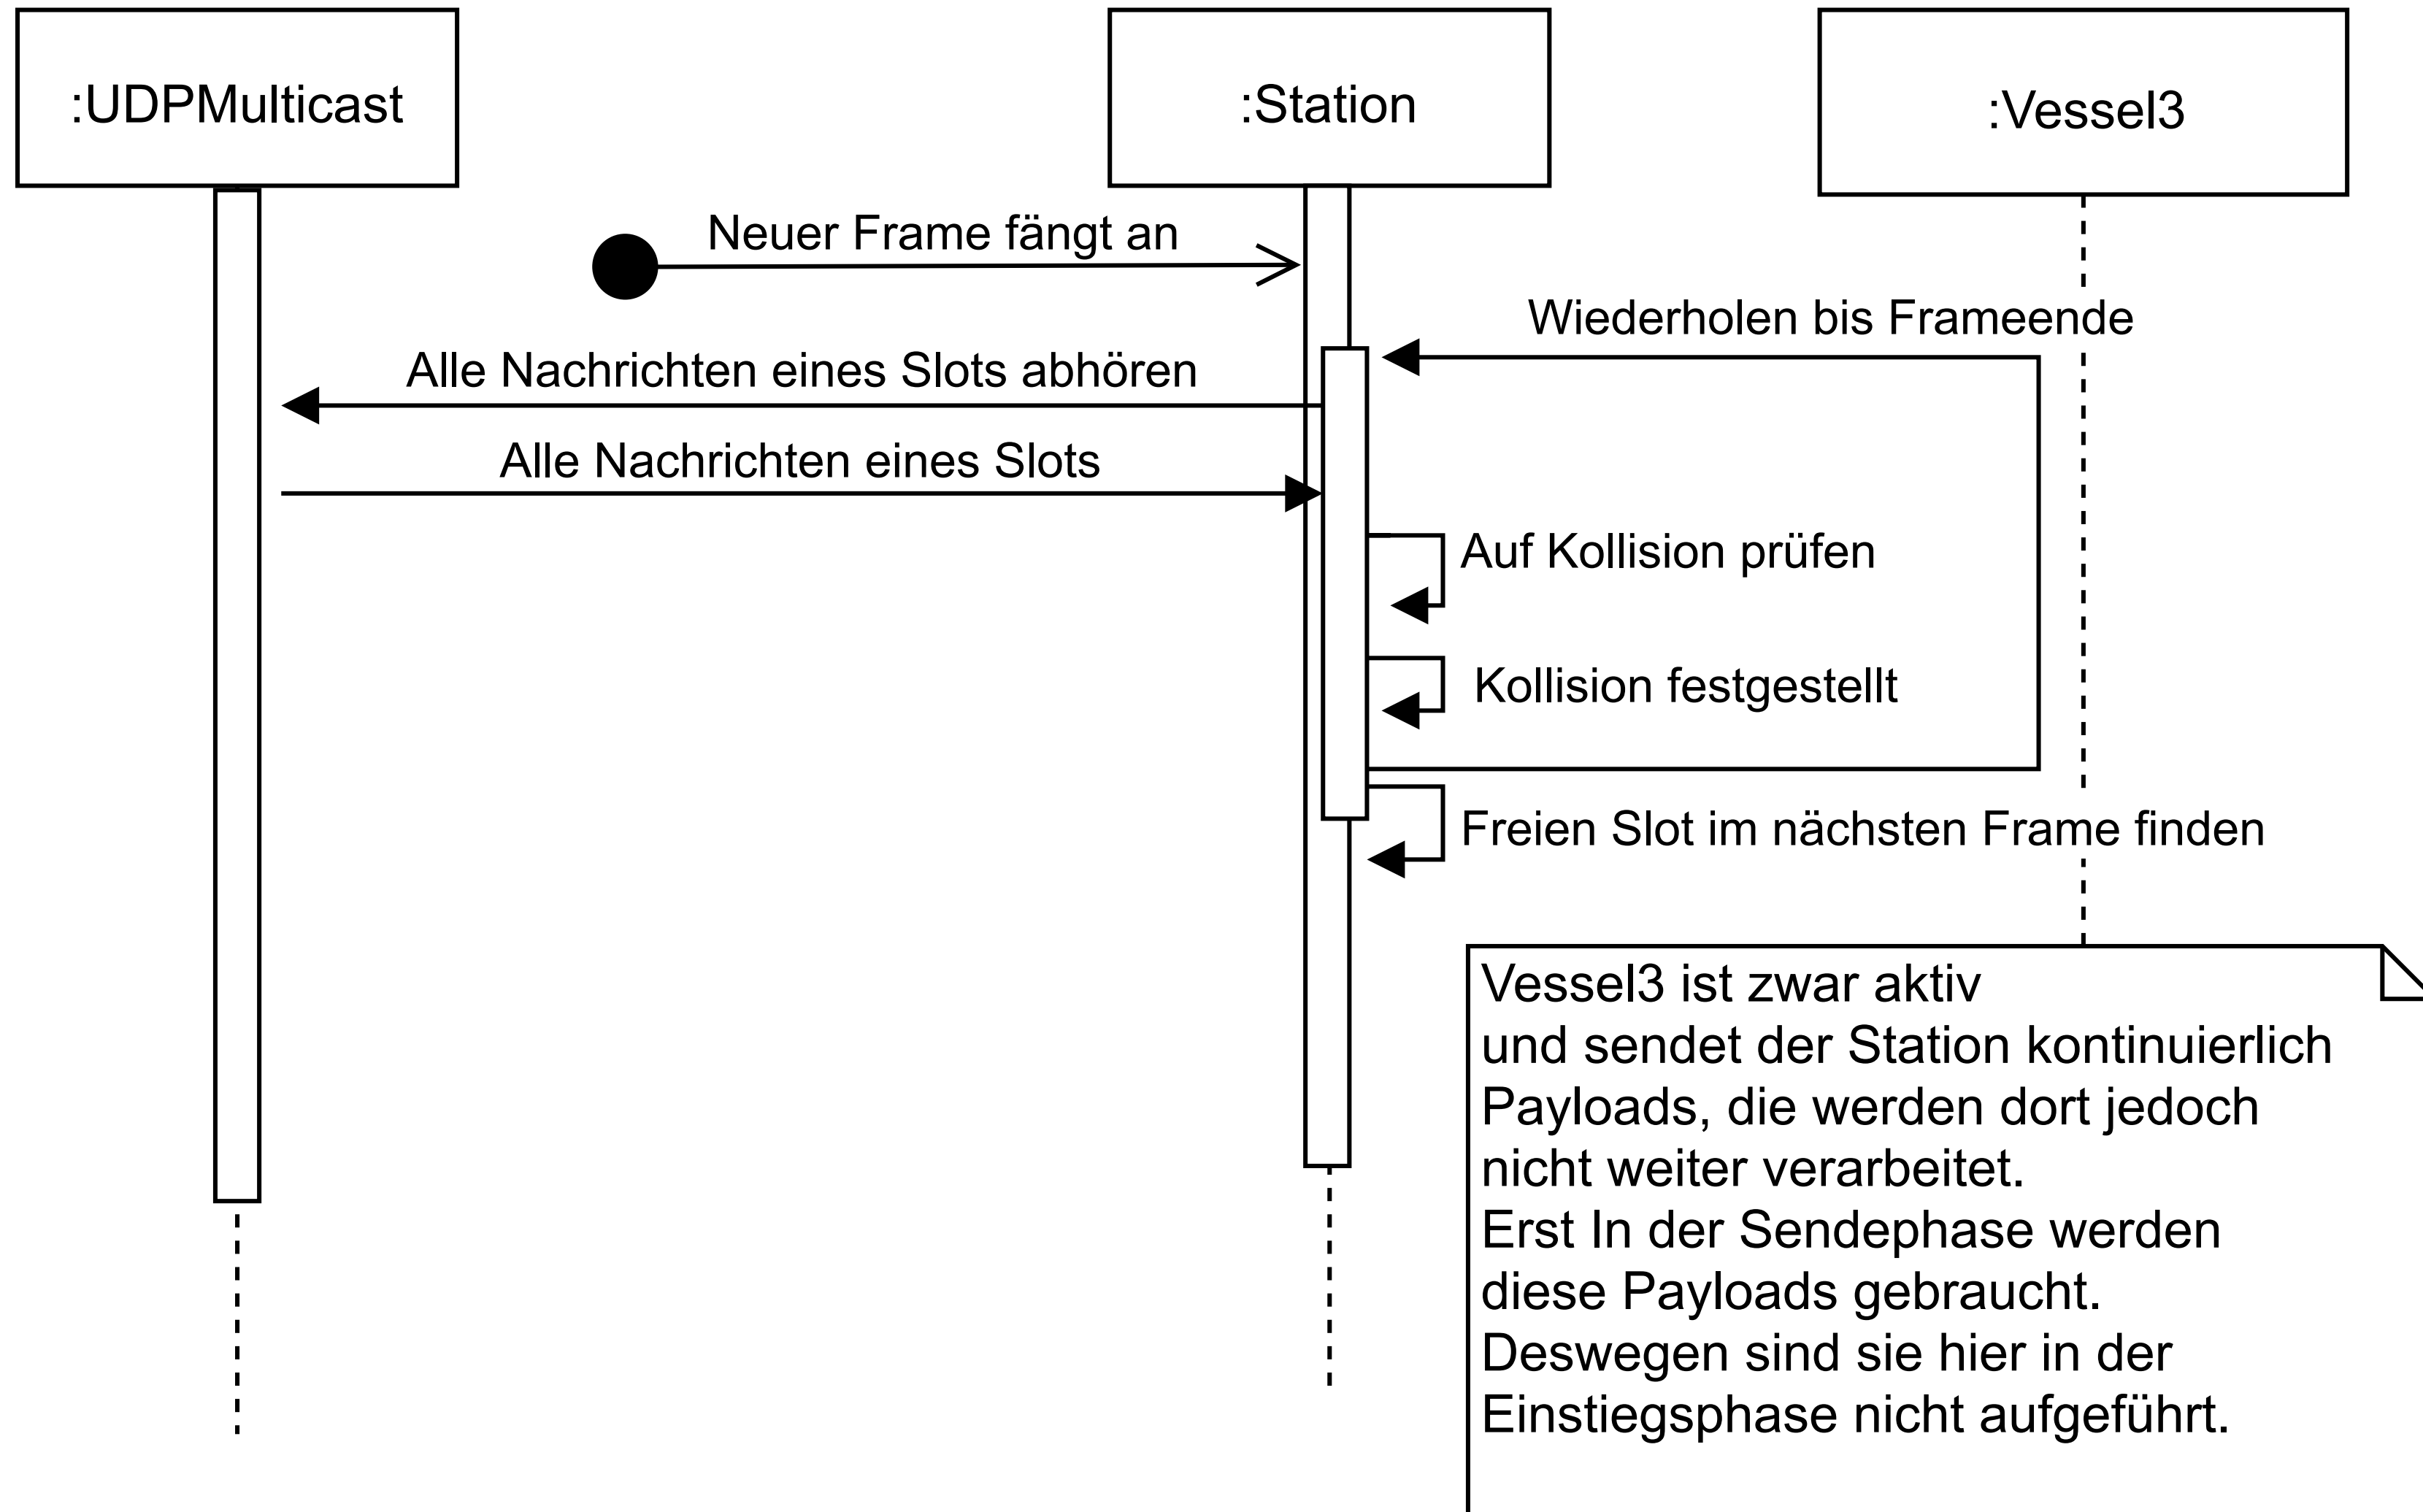 :UDPMulticast
:Station
:Vessel3
Neuer Frame fängt an
Wiederholen bis Frameende
Alle Nachrichten eines Slots abhören
Alle Nachrichten eines Slots
Auf Kollision prüfen
Kollision festgestellt
Freien Slot im nächsten Frame finden
Vessel3 ist zwar aktiv
und sendet der Station kontinuierlich
Payloads, die werden dort jedoch
nicht weiter verarbeitet.
Erst In der Sendephase werden
diese Payloads gebraucht.
Deswegen sind sie hier in der
Einstiegsphase nicht aufgeführt.